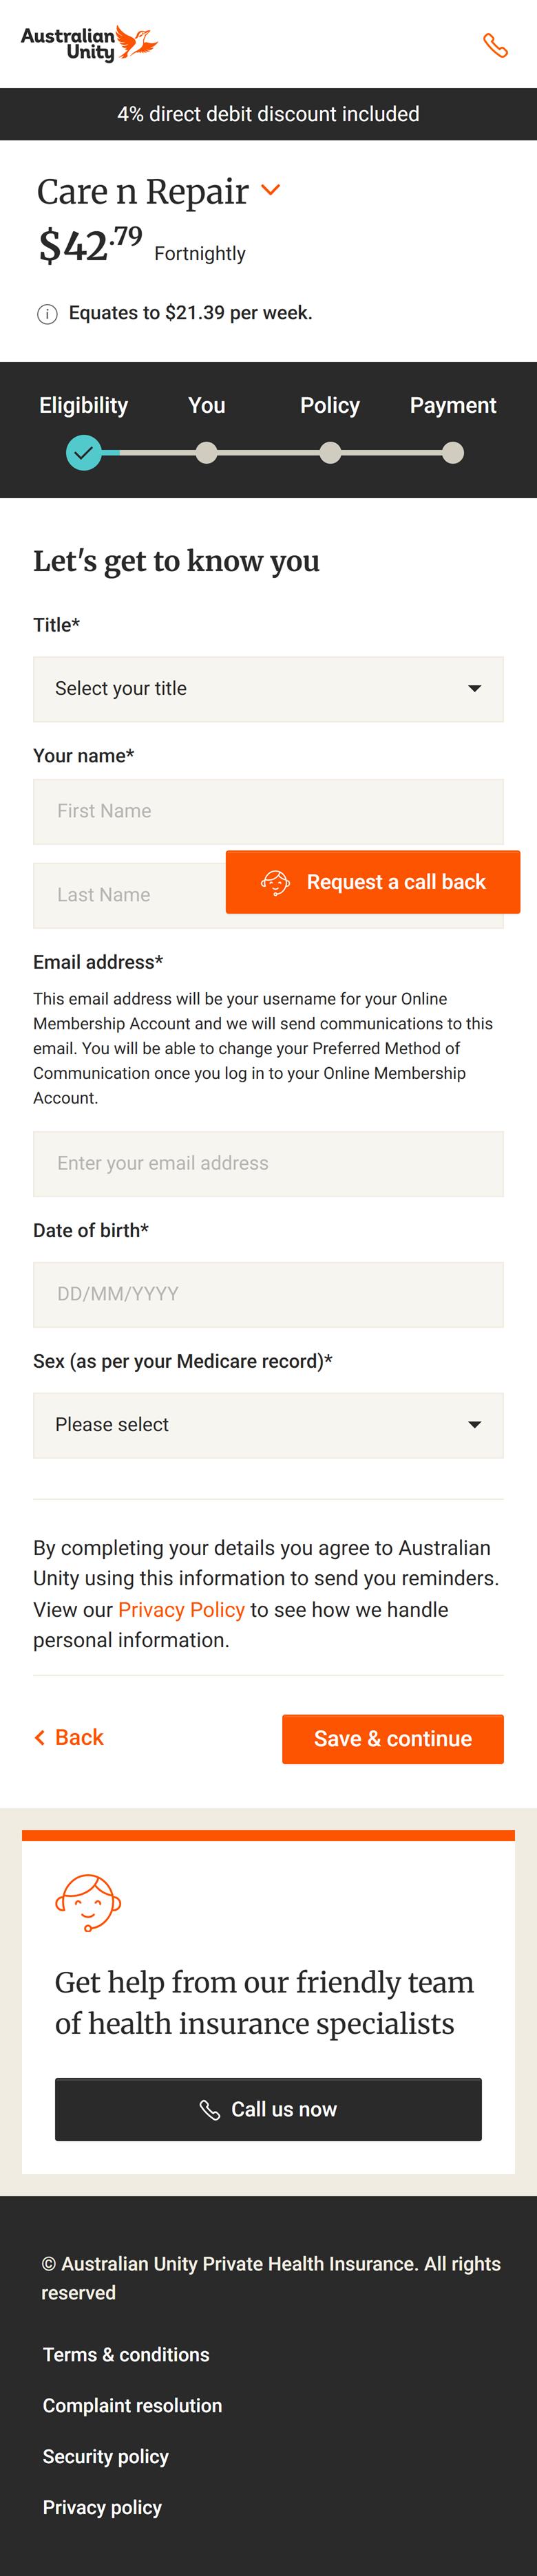 Australian
Unity
4% direct debit discount included
Care n Repair
$42.79 Fortnightly
Equates to $21.39 per week.
Eligibility You Policy Payment
Let's get to know you
Title*
Select your title
Your name*
First Name
Request a call back
Last Name
Email address*
This email address will be your username for your Online
Membership Account and we will send communications to this
email. You will be able to change your Preferred Method of
Communication once you log in to your Online Membership
Account.
Enter your email address
Date of birth*
DD/MM/YYYY
Sex (as per your Medicare record)*
Please select
By completing your details you agree to Australian
Unity using this information to send you reminders.
View our Privacy Policy to see how we handle
personal information.
Back
Save & continue
Get help from our friendly team
of health insurance specialists
Call us now
© Australian Unity Private Health Insurance. All rights
reserved
Terms & conditions
Complaint resolution
Security policy
Privacy policy